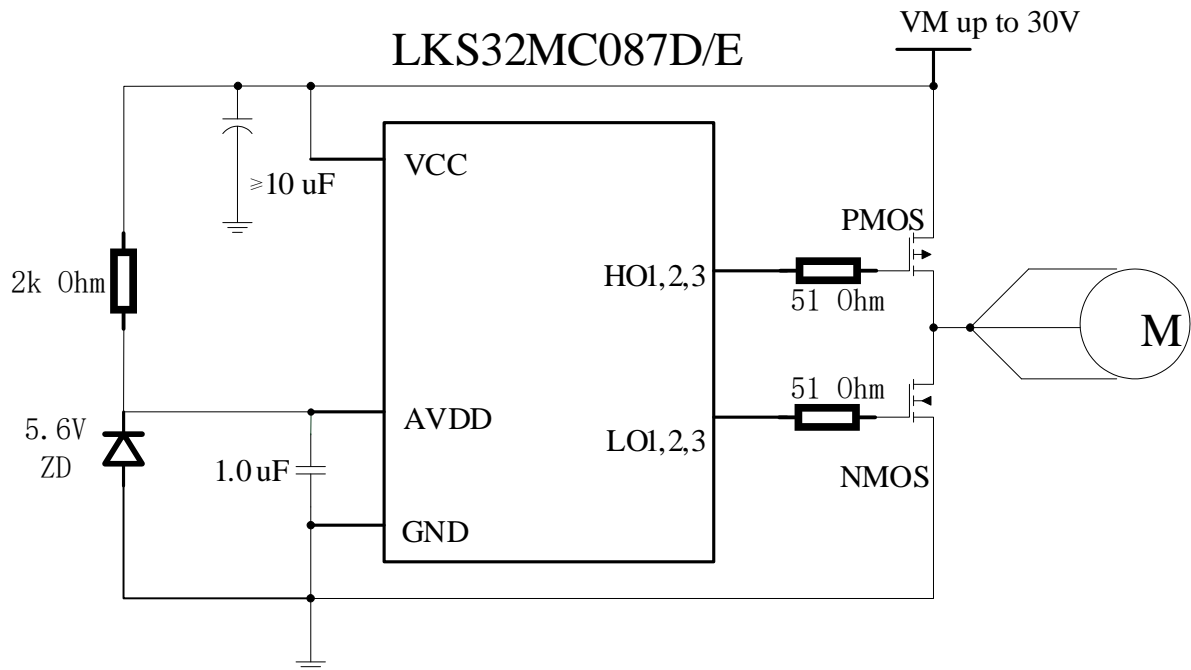 VM up to 30V
LKS32MC087D/E
VCC
≥10 uF
PMOS
HO1,2,3
2k Ohm
51 Ohm
M
51 Ohm
5.6V
ZD
AVDD
LO1,2,3
1.0 uF
NMOS
GND